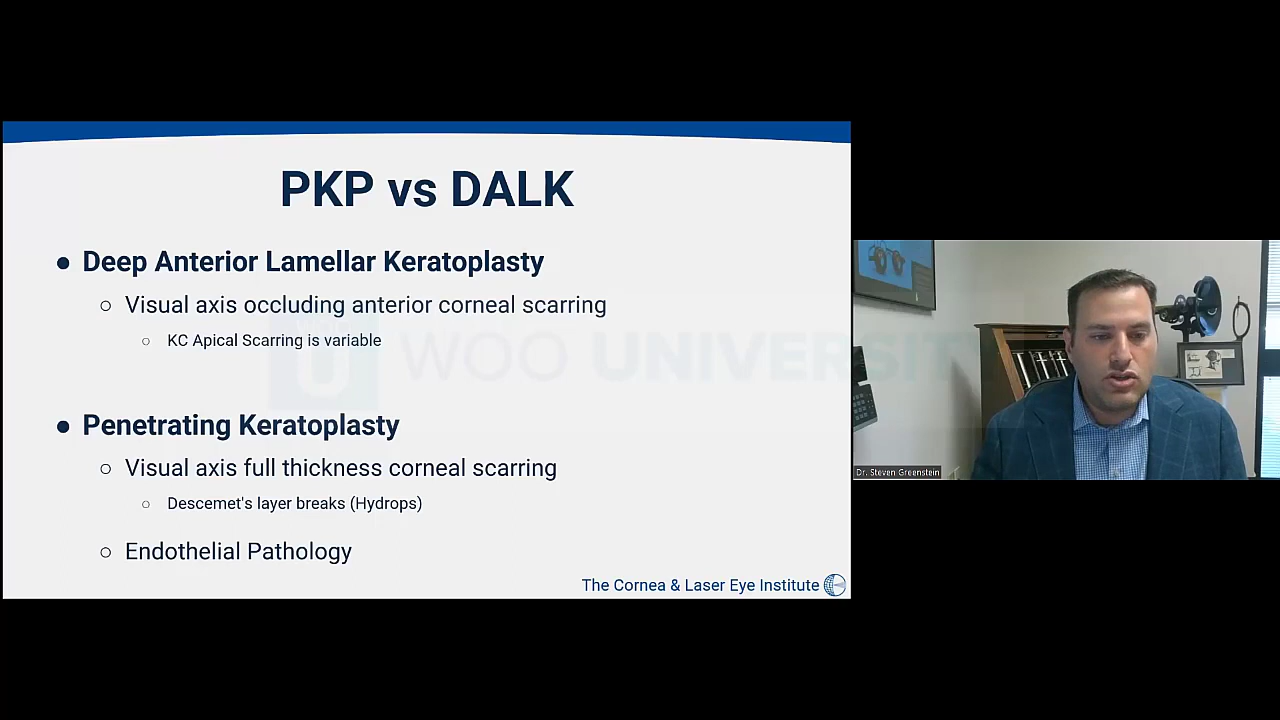 PKP vs DALK
● Deep Anterior Lamellar Keratoplasty
○ Visual axis occluding anterior corneal scarring
○ KC Apical Scarring is variable
WOO UNIVERSITY
● Penetrating Keratoplasty
○ Visual axis full thickness corneal scarring
○ Descemet's layer breaks (Hydrops)
○ Endothelial Pathology
The Cornea & Laser Eye Institute
Dr. Steven Greenstein